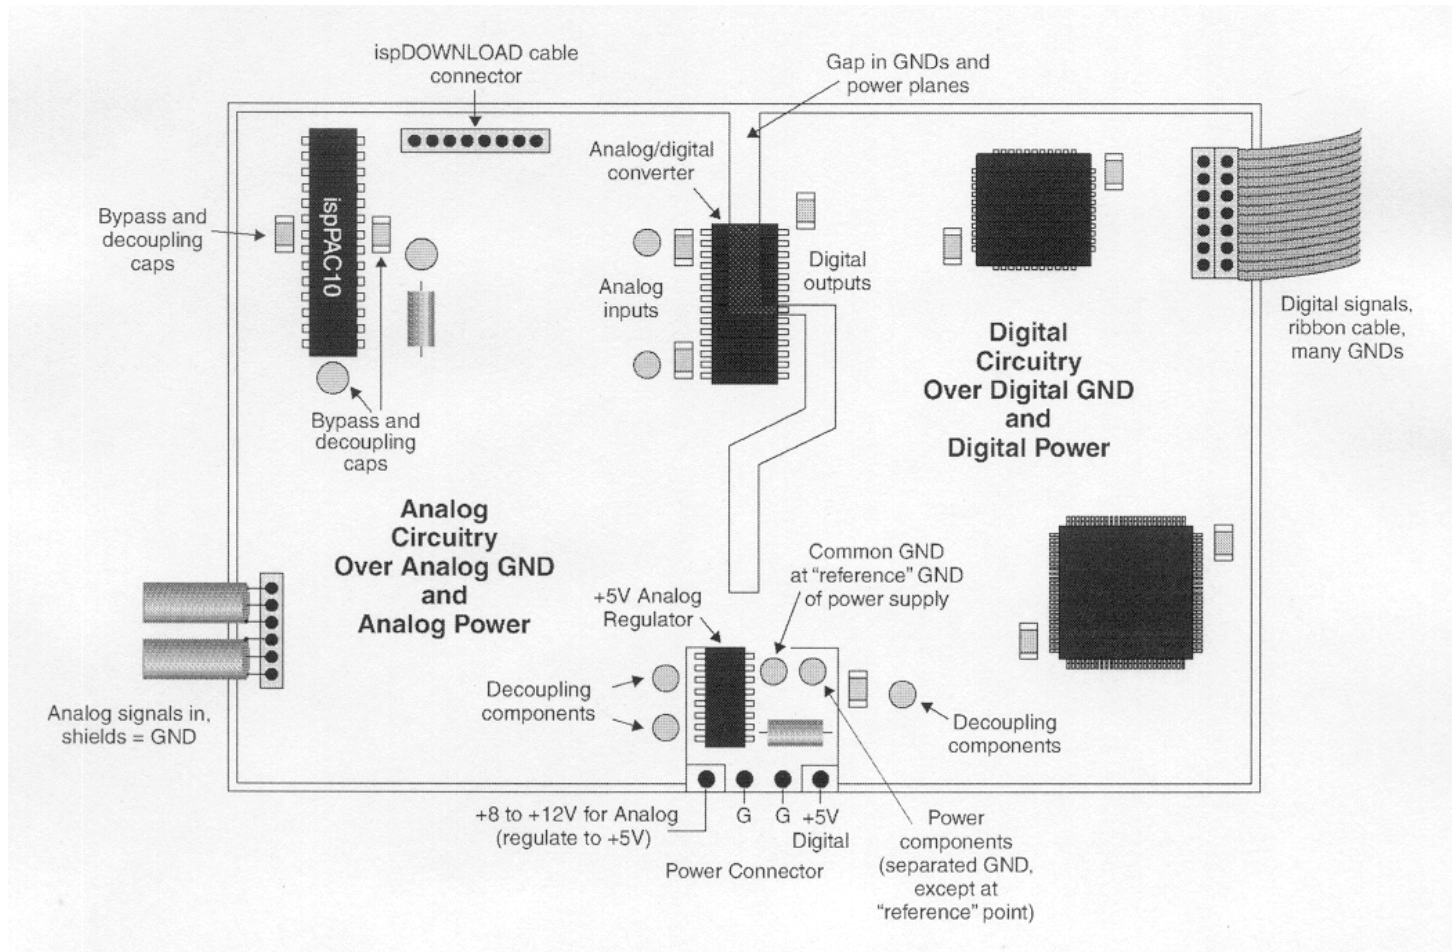 ispDOWNLOAD cable
connector
Gap in GNDs and
power planes
Analog/digital
converter
Bypass and
decoupling
caps
ispPAC10
Analog
inputs
Digital
outputs
Digital signals,
ribbon cable,
many GNDs
Digital
Circuitry
Over Digital GND
and
Digital Power
Bypass and
decoupling
caps
Analog
Circuitry
Over Analog GND
and
Analog Power
Common GND
at “reference” GND
of power supply
+5V Analog
Regulator
Decoupling
components
Analog signals in,
shields = GND
Decoupling
components
+8 to +12V for Analog
(regulate to +5V)
G
G
+5V
Digital
Power Connector
Power
components
(separated GND,
except at
“reference” point)